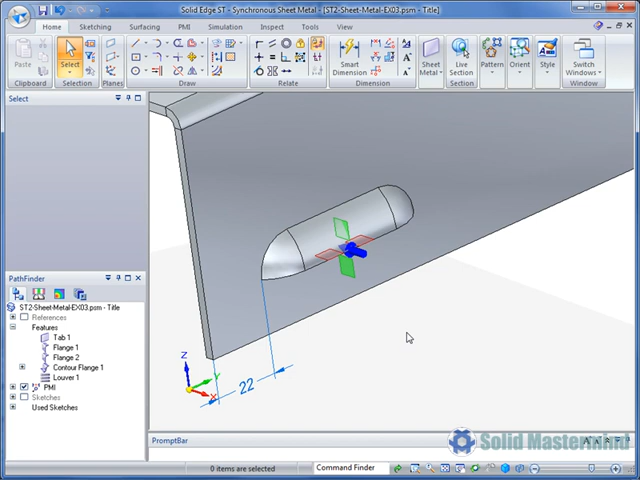 Solid Edge ST - Synchronous Sheet Metal - [ST2-Sheet-Metal-EX03.psm - Title]
Home Sketching Surfacing PMI Simulation Inspect Tools View
Paste
Select
Smart Dimension
Sheet Metal
Live Section
Pattern
Orient
Style
Switch Windows
Clipboard Select Planes Draw Relate Dimension Section Window
Select
PathFinder
ST2-Sheet-Metal-EX03.psm - Title
References
Features
Tab 1
Flange 1
Flange 2
Contour Flange 1
Louver 1
PMI
Sketches
Used Sketches
Z
Y
X
22
PromptBar
Solid Mastermind
0 items are selected
Command Finder